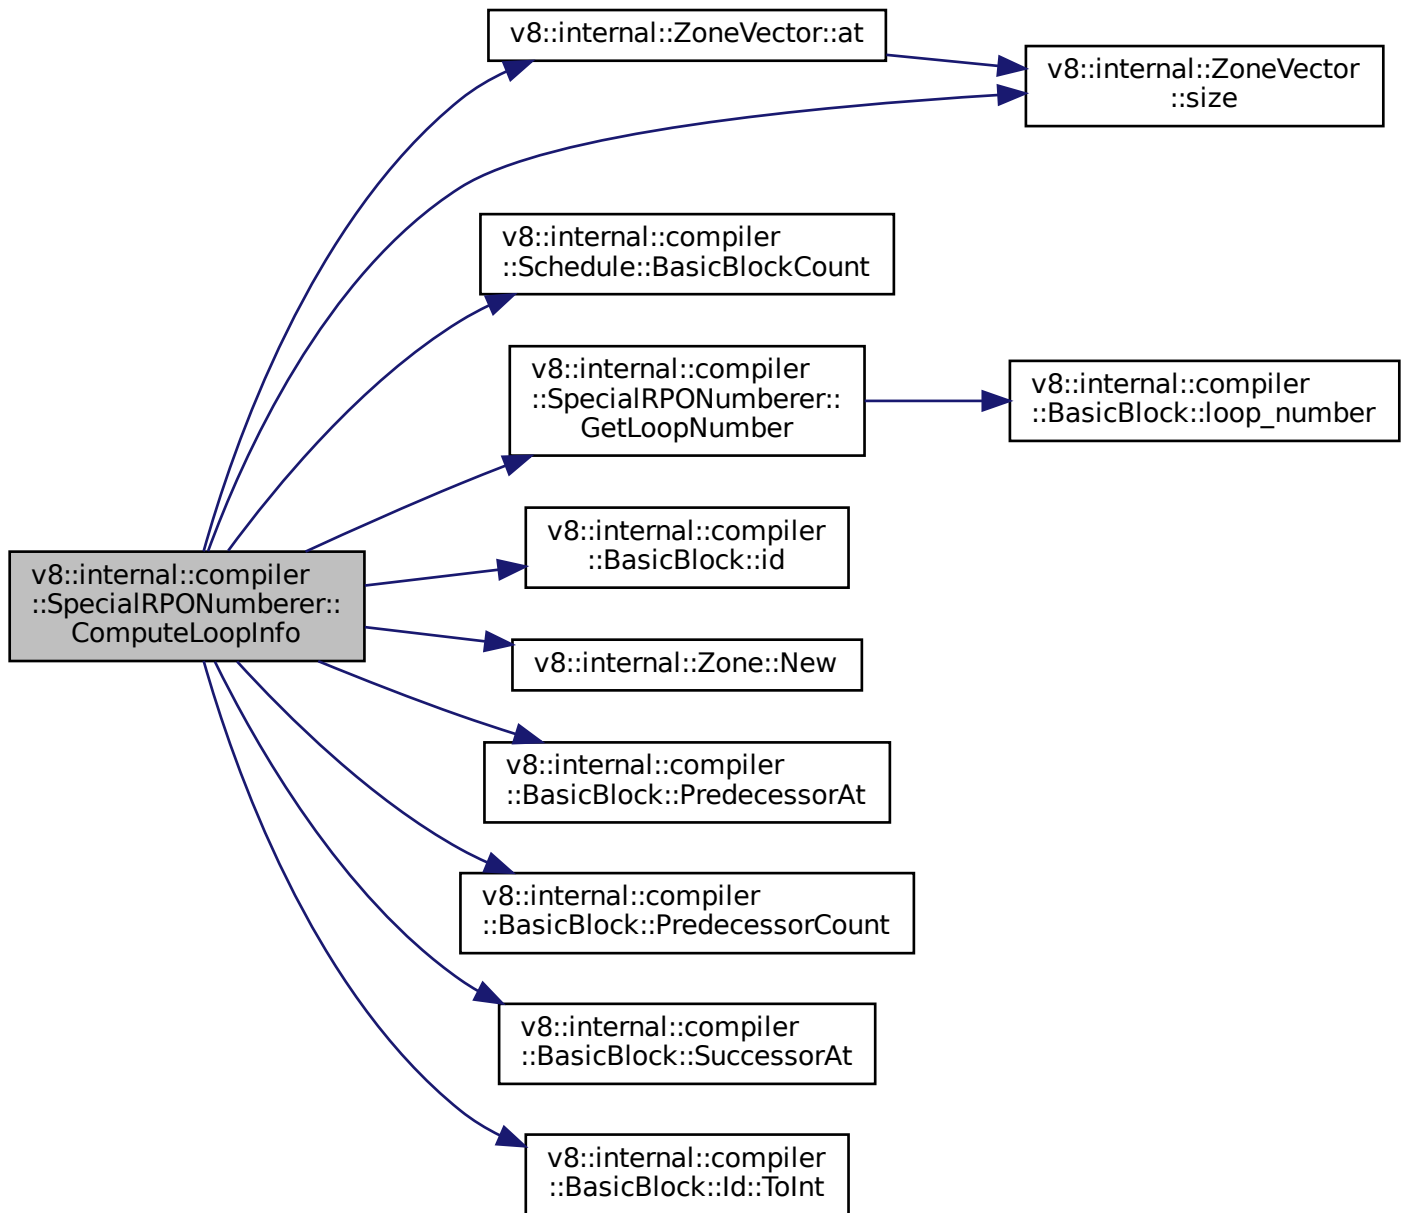 v8::internal::ZoneVector::at
v8::internal::ZoneVector
::size
v8::internal::compiler
::Schedule::BasicBlockCount
v8::internal::compiler
::SpecialRPONumberer::
GetLoopNumber
v8::internal::compiler
::BasicBlock::loop_number
v8::internal::compiler
::BasicBlock::id
v8::internal::compiler
::SpecialRPONumberer::
ComputeLoopInfo
v8::internal::Zone::New
v8::internal::compiler
::BasicBlock::PredecessorAt
v8::internal::compiler
::BasicBlock::PredecessorCount
v8::internal::compiler
::BasicBlock::SuccessorAt
v8::internal::compiler
::BasicBlock::Id::ToInt